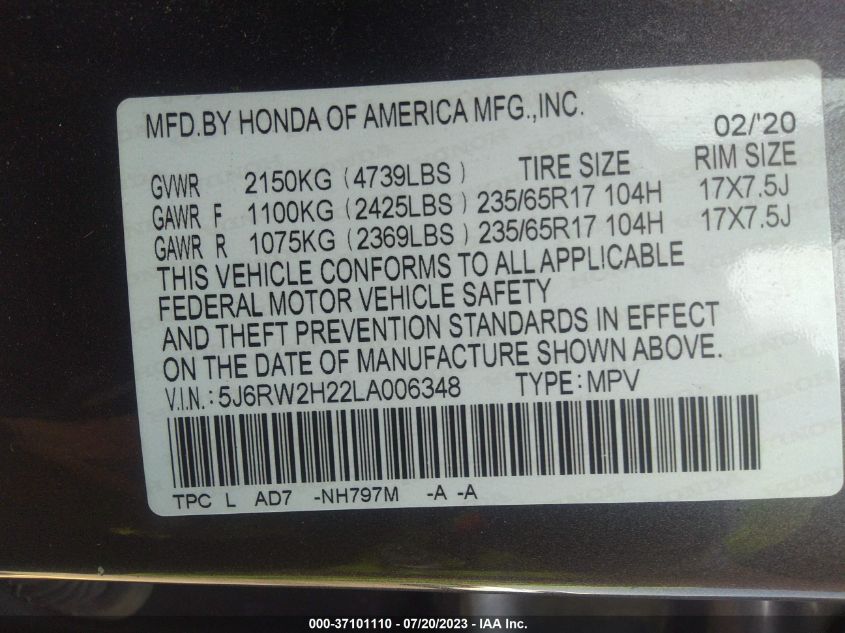 MFD.BY HONDA OF AMERICA MFG.,INC.
02/'20
GVWR 2150KG (4739LBS) TIRE SIZE RIM SIZE
GAWR F 1100KG (2425LBS) 235/65R17 104H 17X7.5J
GAWR R 1075KG (2369LBS) 235/65R17 104H 17X7.5J
THIS VEHICLE CONFORMS TO ALL APPLICABLE
FEDERAL MOTOR VEHICLE SAFETY
AND THEFT PREVENTION STANDARDS IN EFFECT
ON THE DATE OF MANUFACTURE SHOWN ABOVE.
V.I.N.: 5J6RW2H22LA006348 TYPE: MPV
TPC L AD7 -NH797M -A -A
000-37101110 - 07/20/2023 - IAA Inc.